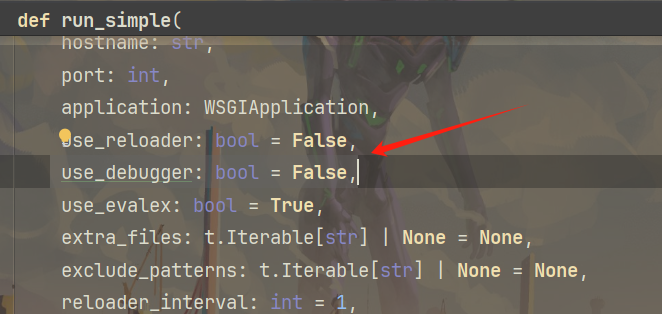 def run_simple(
hostname: str,
port: int,
application: WSGIApplication,
use_reloader: bool = False,
use_debugger: bool = False,
use_evalex: bool = True,
extra_files: t.Iterable[str] | None = None,
exclude_patterns: t.Iterable[str] | None = None,
reloader_interval: int = 1,